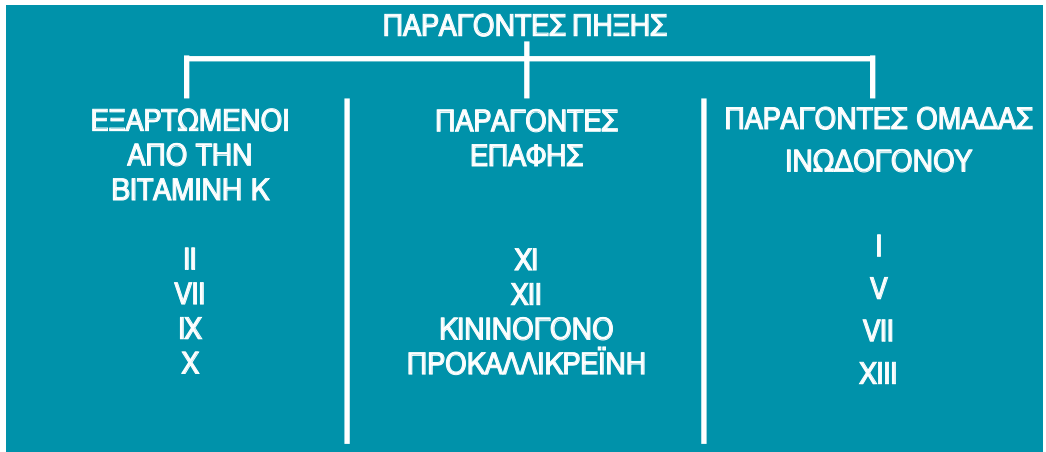 ΠΑΡΑΓΟΝΤΕΣ ΠΗΞΗΣ
ΕΞΑΡΤΩΜΕΝΟΙ
ΑΠΟ ΤΗΝ
ΒΙΤΑΜΙΝΗ Κ
II
VII
IX
X
ΠΑΡΑΓΟΝΤΕΣ
ΕΠΑΦΗΣ
XI
XII
ΚΙΝΙΝΟΓΟΝΟ
ΠΡΟΚΑΛΛΙΚΡΕΪΝΗ
ΠΑΡΑΓΟΝΤΕΣ ΟΜΑΔΑΣ
ΙΝΩΔΟΓΟΝΟΥ
I
V
VII
XIII